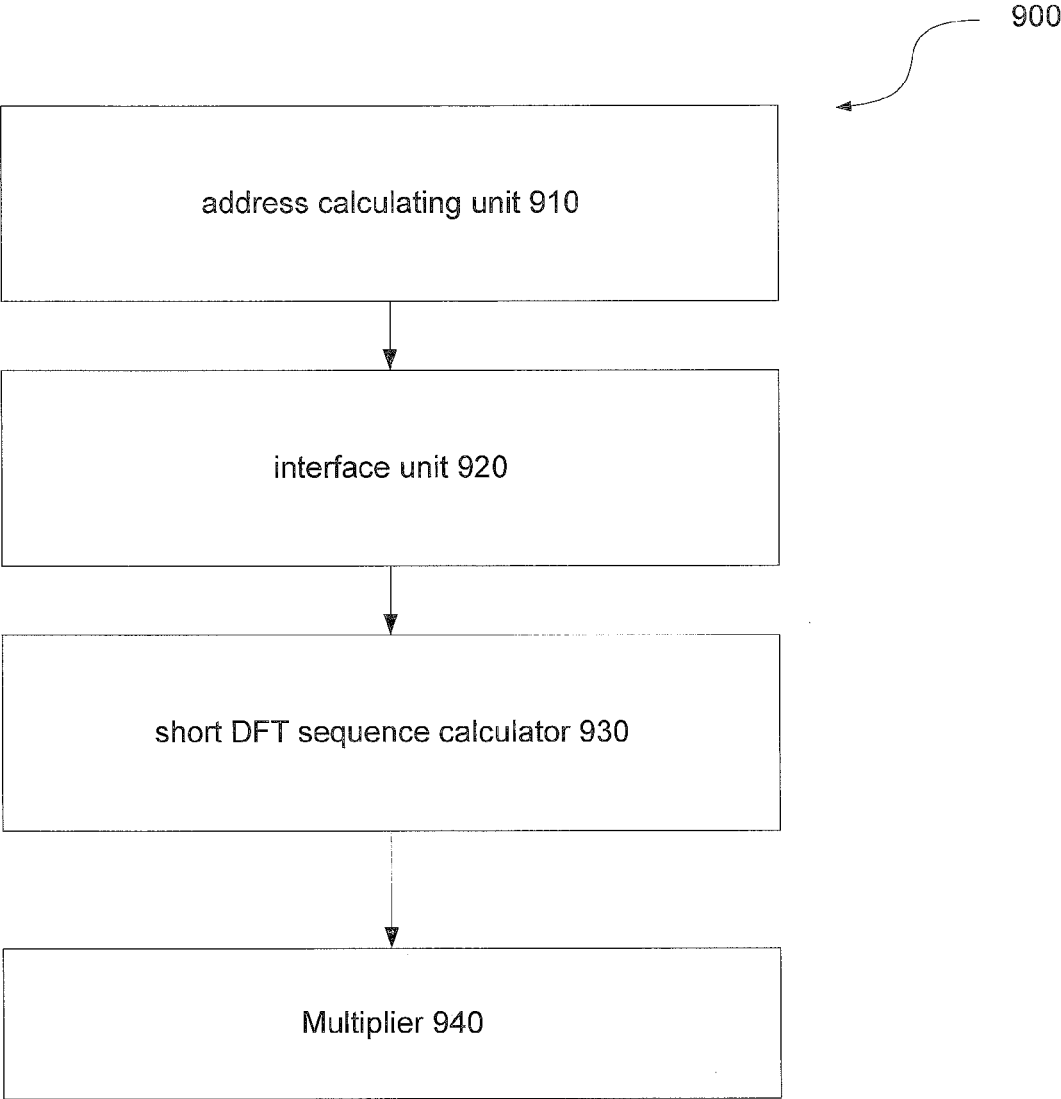 900
address calculating unit 910
interface unit 920
short DFT sequence calculator 930
Multiplier 940